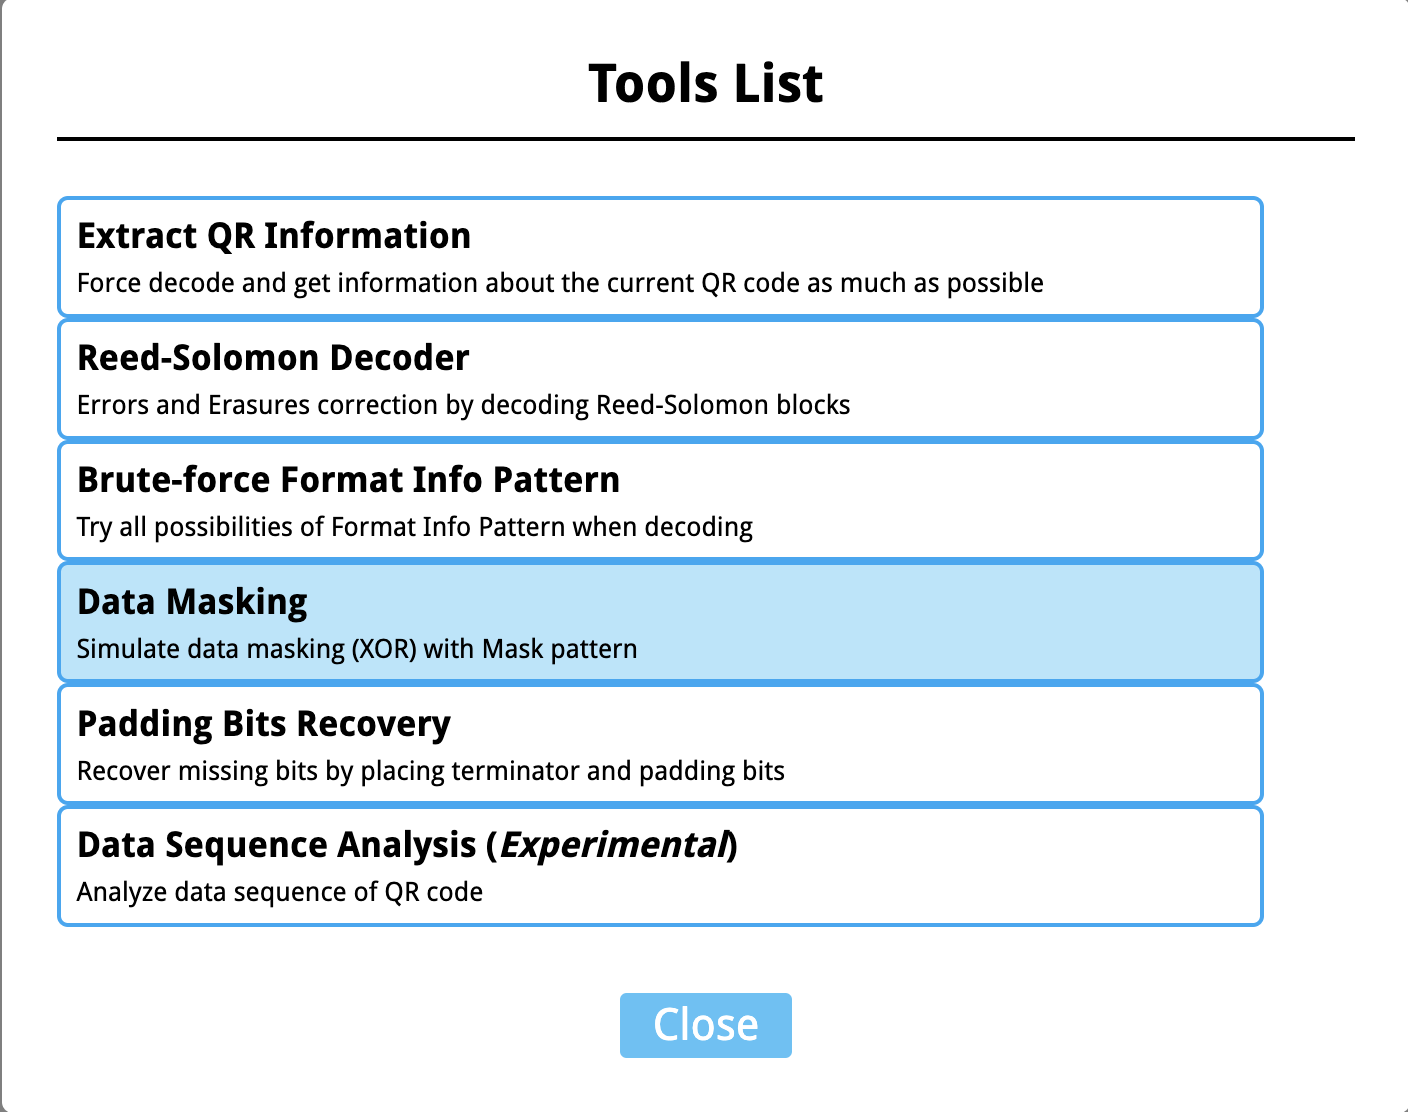 Tools List
Extract QR Information
Force decode and get information about the current QR code as much as possible
Reed-Solomon Decoder
Errors and Erasures correction by decoding Reed-Solomon blocks
Brute-force Format Info Pattern
Try all possibilities of Format Info Pattern when decoding
Data Masking
Simulate data masking (XOR) with Mask pattern
Padding Bits Recovery
Recover missing bits by placing terminator and padding bits
Data Sequence Analysis (Experimental)
Analyze data sequence of QR code
Close